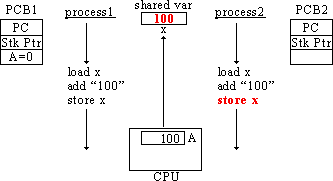 PCB1
PC
Stk Ptr
A=0
process1
load x
add “100”
store x
shared var
100
x
100 A
CPU
process2
load x
add “100”
store x
PCB2
PC
Stk Ptr